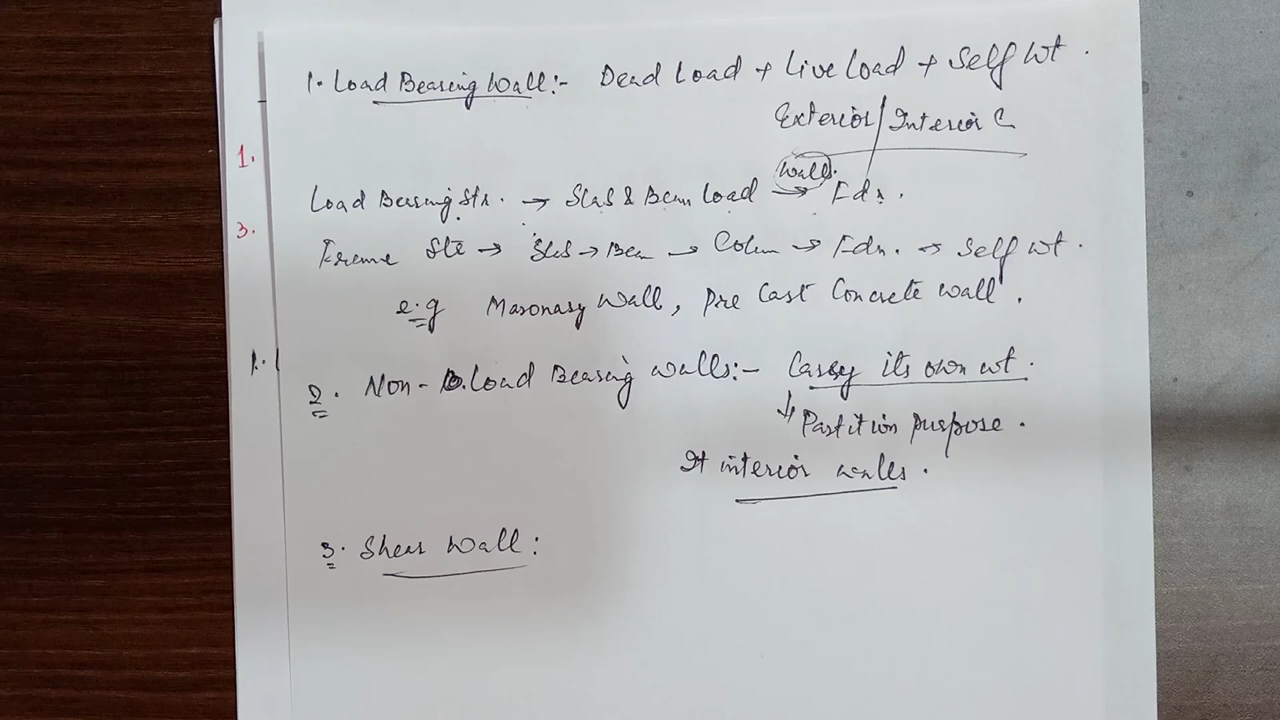 1. Load Bearing Wall:- Dead Load + Live Load + Self wt.
Exterior/Interior
1.
Walls.
Load Bearing Str. → Slab & Beam Load → Fdn.
3.
Frame Str → Slab → Beam → Colum → Fdn. → Self wt.
e.g Masonary Wall, Pre Cast Concrete wall.
1.1
2. Non-Load Bearing walls:- Carry its own wt.
↓ Partition purpose.
It interior walls.
3. Shear Wall: